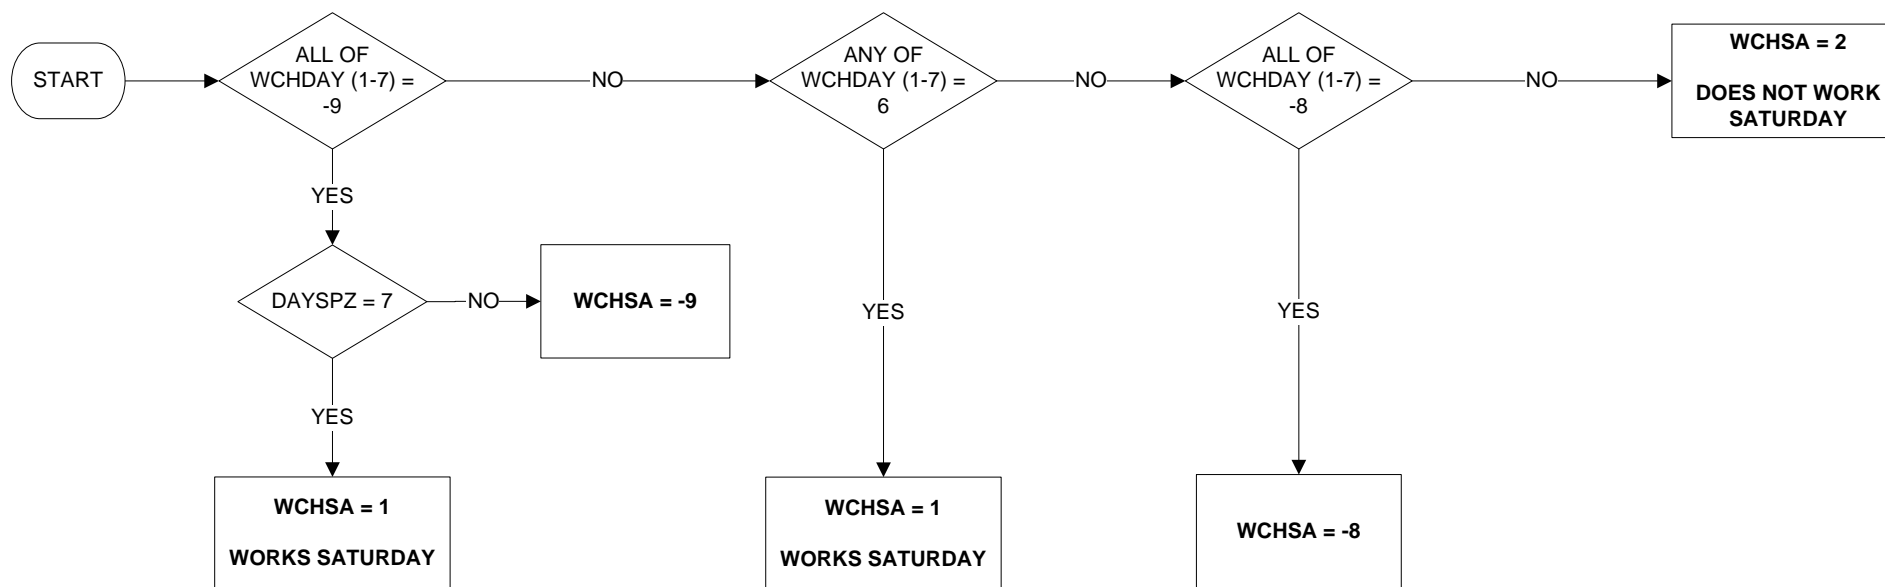 START
ALL OF
WCHDAY (1-7) =
-9
NO
ANY OF
WCHDAY (1-7) =
6
NO
ALL OF
WCHDAY (1-7) =
-8
NO
WCHSA = 2
DOES NOT WORK
SATURDAY
YES
DAYSPZ = 7
NO
WCHSA = -9
YES
YES
YES
WCHSA = 1
WORKS SATURDAY
WCHSA = 1
WORKS SATURDAY
WCHSA = -8